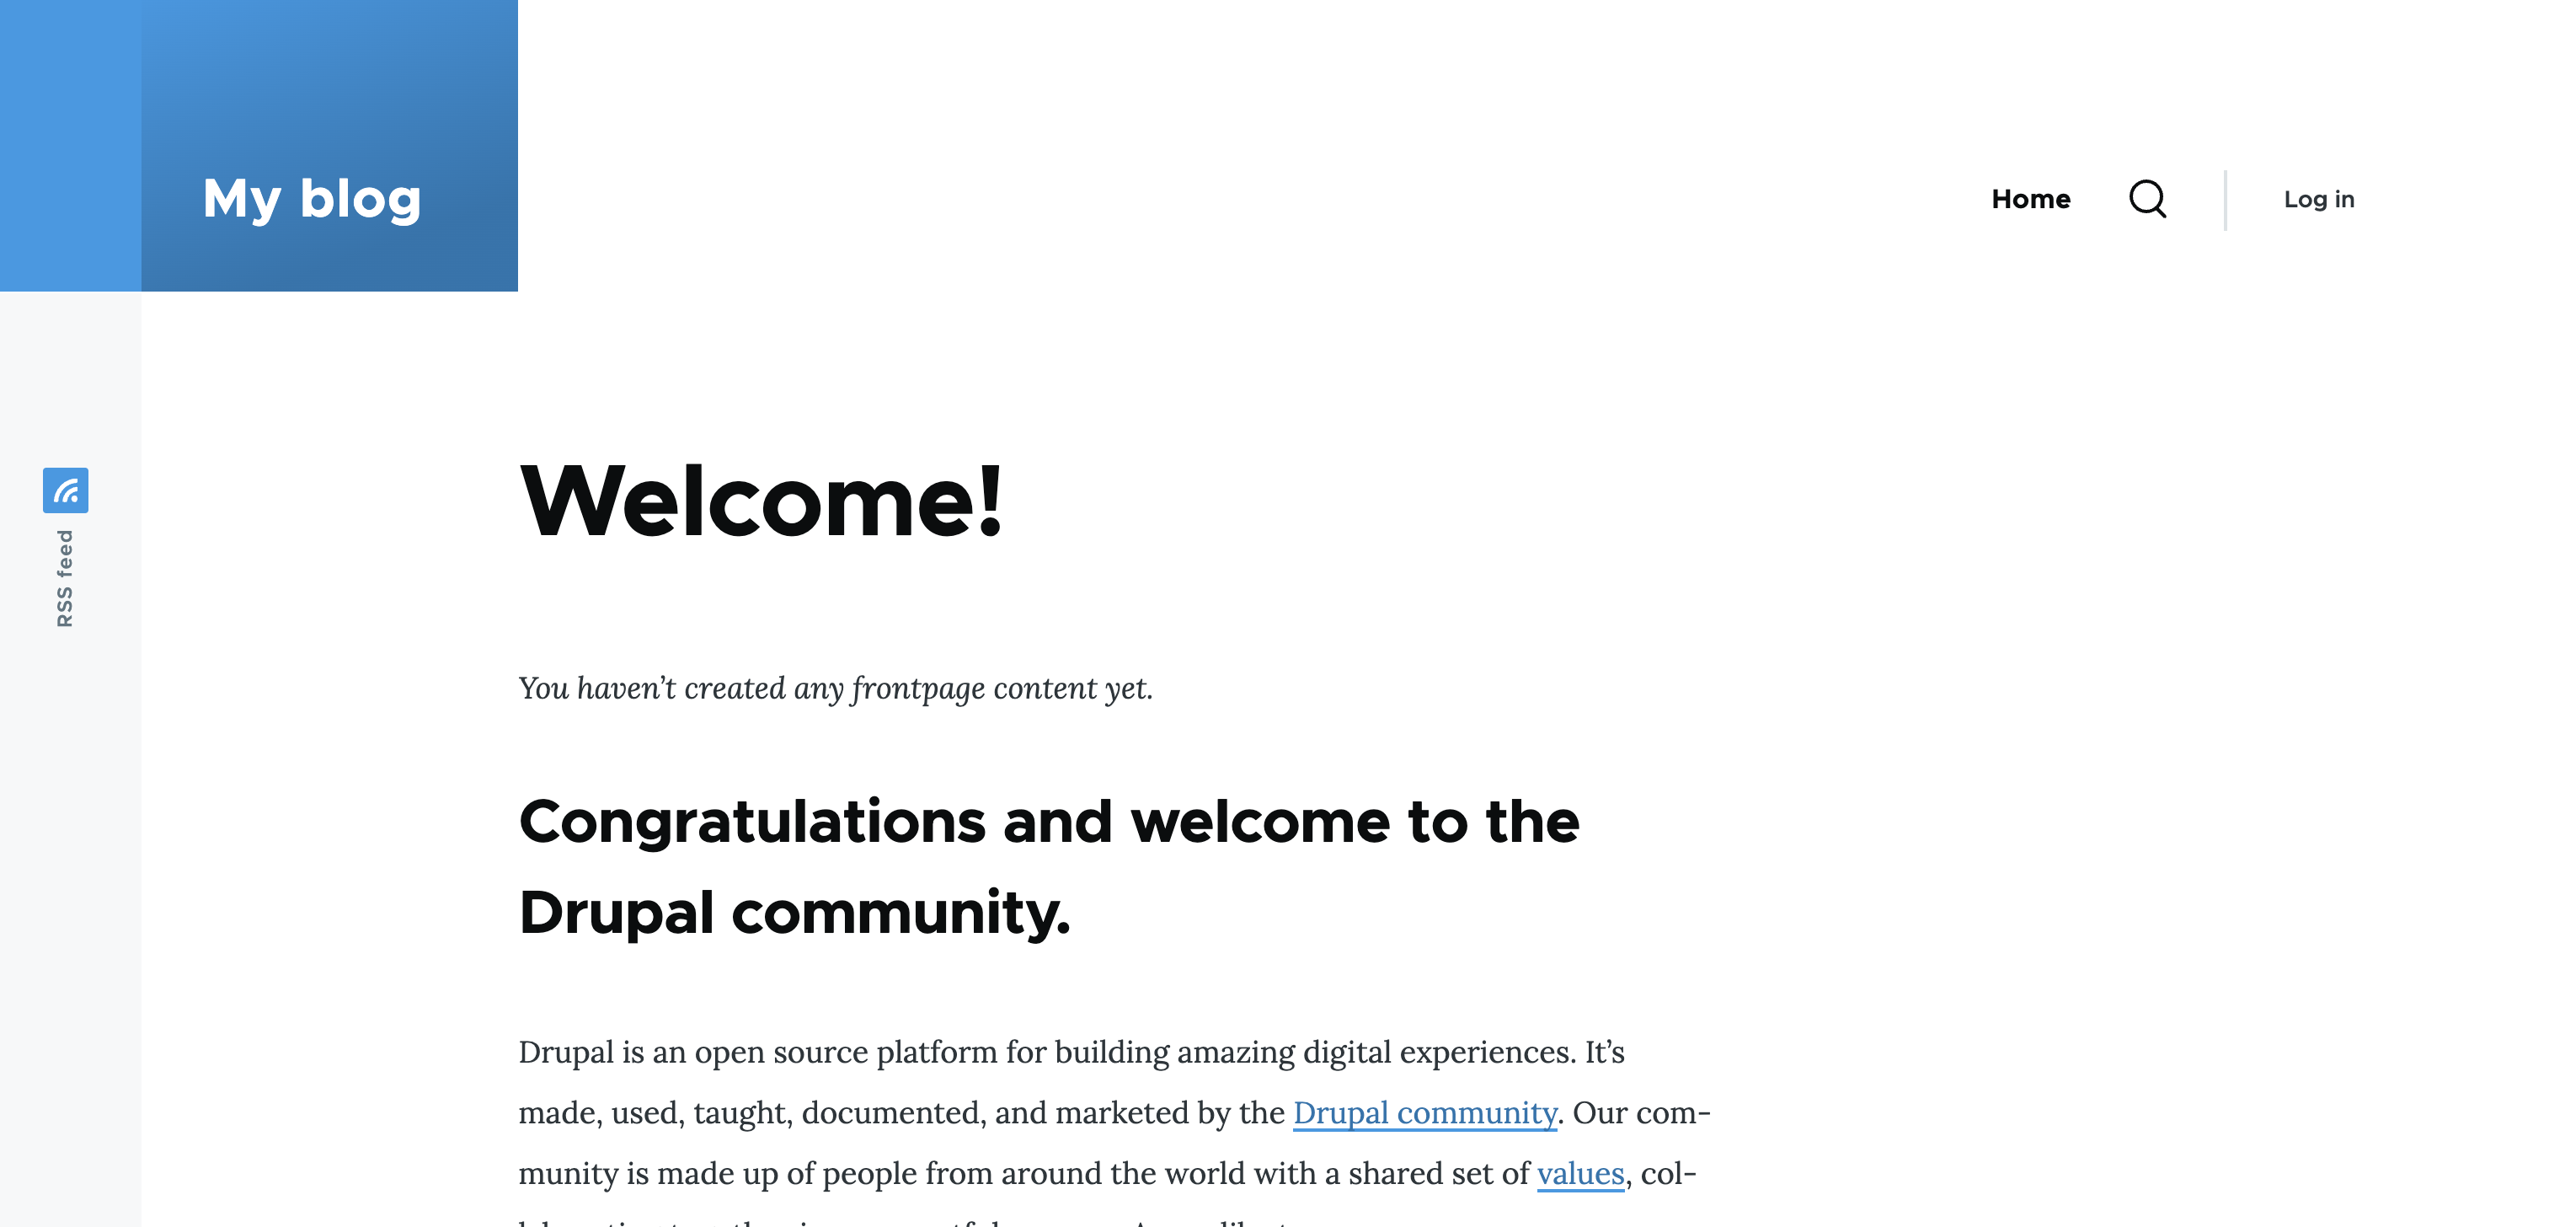 My blog
Home
Log in
RSS feed
Welcome!
You haven’t created any frontpage content yet.
Congratulations and welcome to the
Drupal community.
Drupal is an open source platform for building amazing digital experiences. It’s
made, used, taught, documented, and marketed by the Drupal community. Our com-
munity is made up of people from around the world with a shared set of values, col-